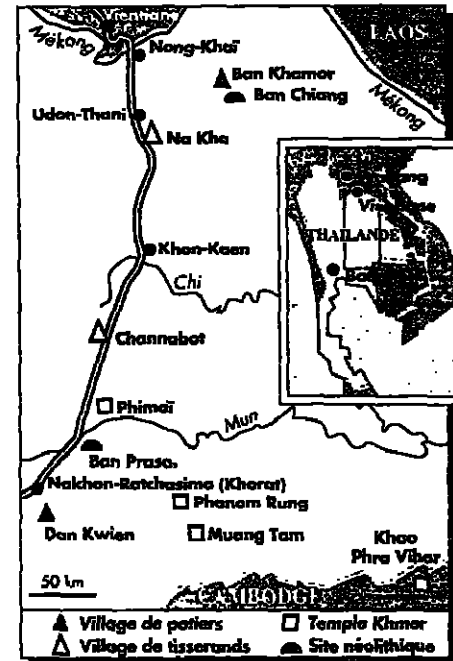 Vientiane
Mékong
Nong-Khaï
LAOS
Ban Khamor
Ban Chiang
Mékong
Udon-Thani
Na Kha
THAILANDE
Khon-Kaen
Chi
Channabot
Phimaï
Mun
Ban Prasa.
Nakhon-Ratchasima (Khorat)
Phanom Rung
Dan Kwien
Muang Tam
Khao
Phra Vihar
50 km
CAMBODGE
Village de potiers
Temple Khmer
Village de tisserands
Site néolithique